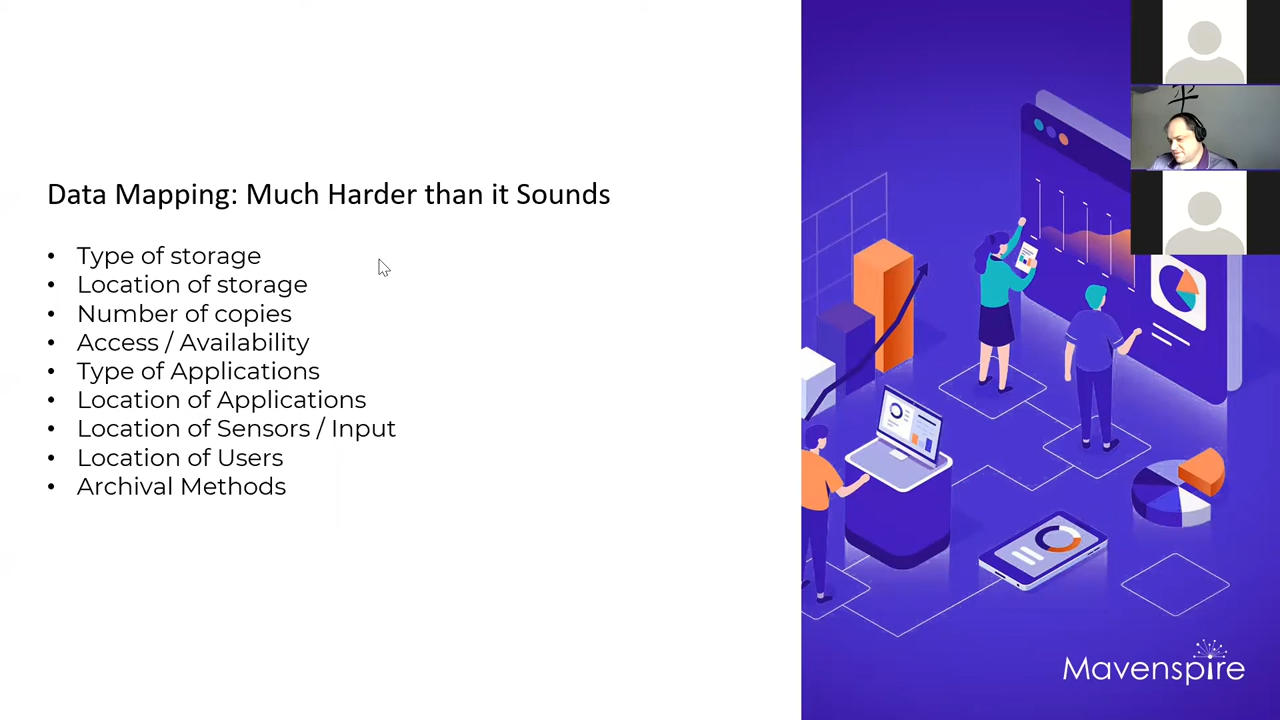 Data Mapping: Much Harder than it Sounds
• Type of storage
• Location of storage
• Number of copies
• Access / Availability
• Type of Applications
• Location of Applications
• Location of Sensors / Input
• Location of Users
• Archival Methods
平
Mavenspire